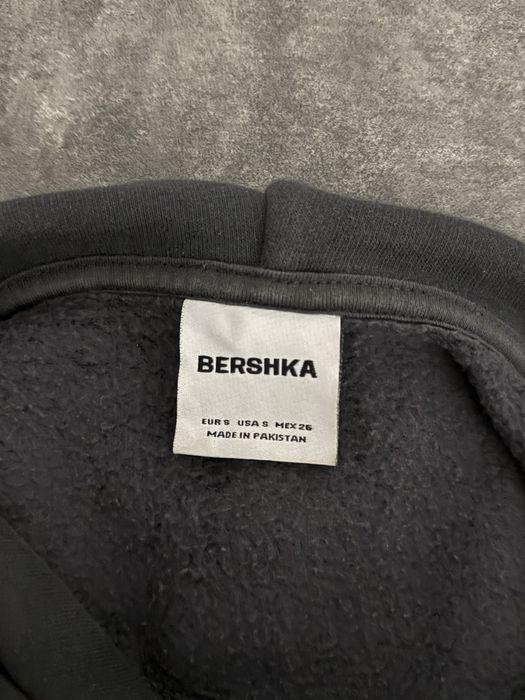 BERSHKA
EUR S USA S MEX 26
MADE IN PAKISTAN